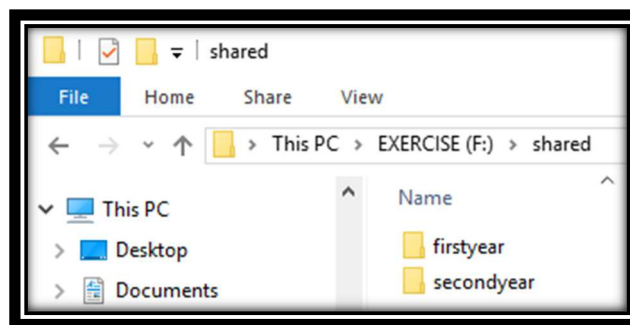 shared
File Home Share View
This PC > EXERCISE (F:) > shared
This PC
Desktop
Documents
Name
firstyear
secondyear